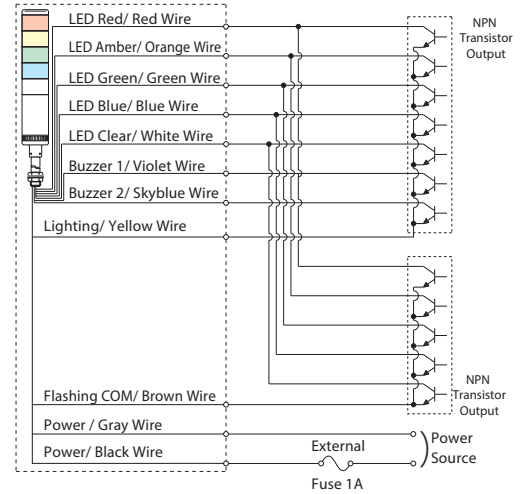 LED Red/ Red Wire
LED Amber/ Orange Wire
LED Green/ Green Wire
LED Blue/ Blue Wire
LED Clear/ White Wire
Buzzer 1/ Violet Wire
Buzzer 2/ Skyblue Wire
Lighting/ Yellow Wire
NPN
Transistor
Output
Flashing COM/ Brown Wire
Power / Gray Wire
Power/ Black Wire
NPN
Transistor
Output
External
Fuse 1A
Power
Source